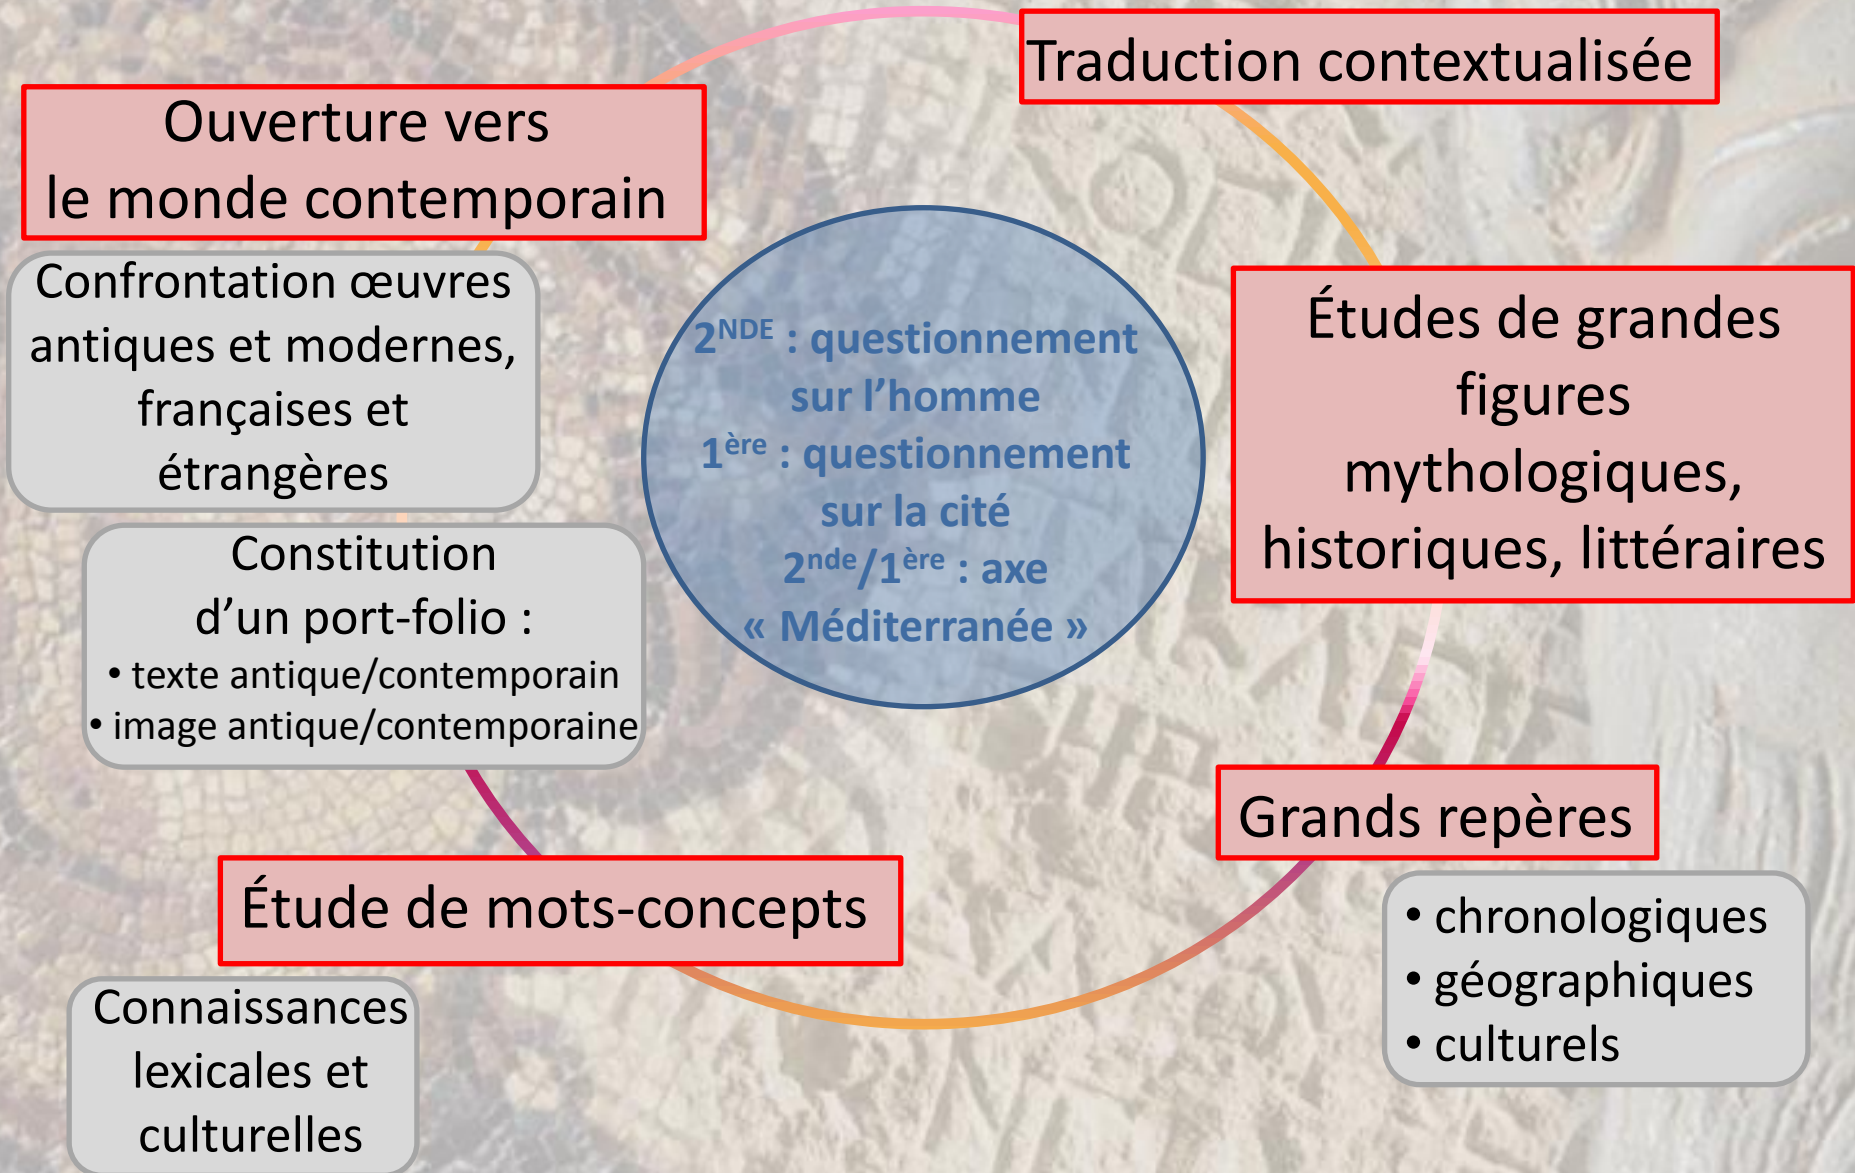 Traduction contextualisée
Ouverture vers
le monde contemporain
Confrontation œuvres
antiques et modernes,
françaises et
étrangères
Constitution
d’un port-folio :
• texte antique/contemporain
• image antique/contemporaine
2NDE : questionnement
sur l’homme
1ère : questionnement
sur la cité
2nde/1ère : axe
« Méditerranée »
Études de grandes
figures
mythologiques,
historiques, littéraires
Grands repères
• chronologiques
• géographiques
• culturels
Étude de mots-concepts
Connaissances
lexicales et
culturelles